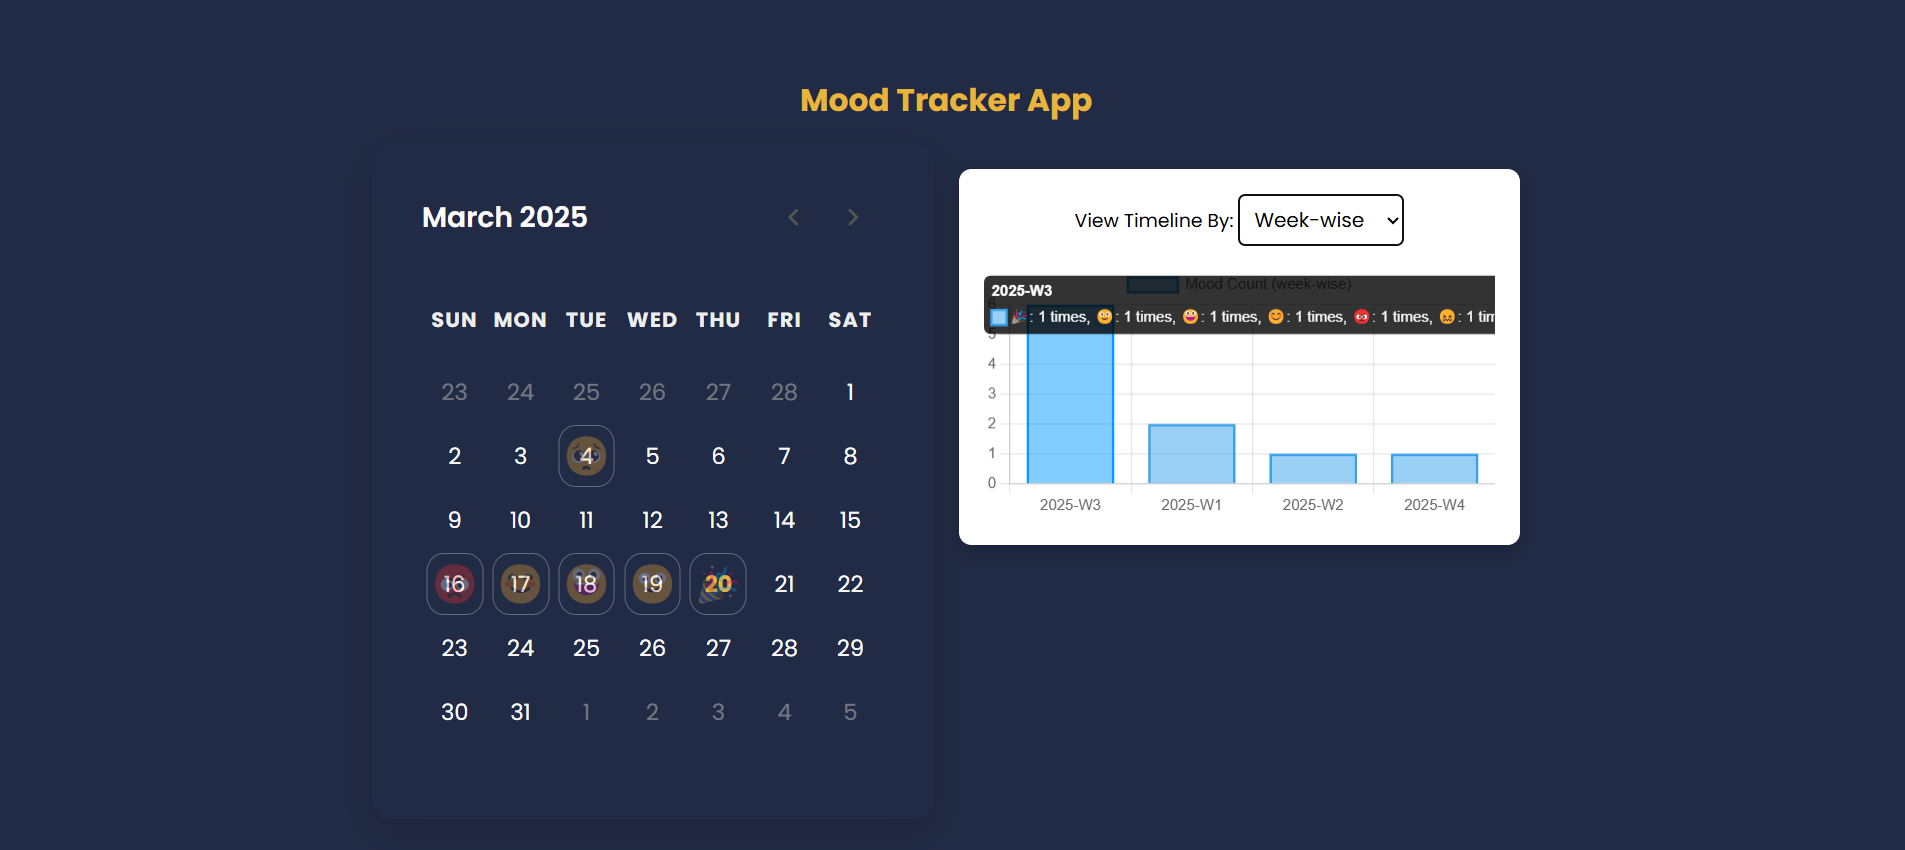 Mood Tracker App
March 2025
SUN MON TUE WED THU FRI SAT
23 24 25 26 27 28 1
2 3 4 5 6 7 8
9 10 11 12 13 14 15
16 17 18 19 20 21 22
23 24 25 26 27 28 29
30 31 1 2 3 4 5
View Timeline By: Week-wise
Mood Count (week-wise)
2025-W3
: 1 times, : 1 times, : 1 times, : 1 times, : 1 times, : 1 tim
6
5
4
3
2
1
0
2025-W3 2025-W1 2025-W2 2025-W4